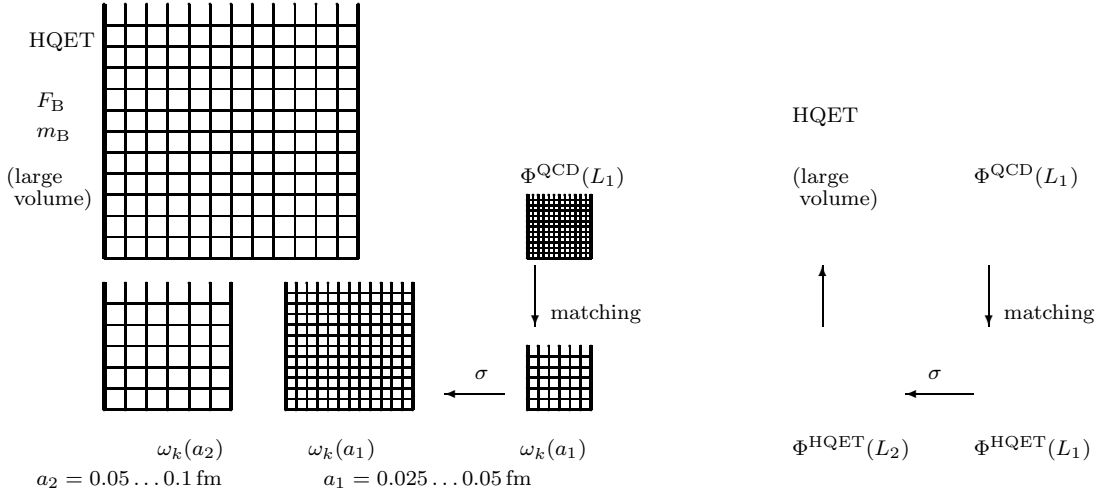 HQET
F_B
m_B
(large
volume)
Φ^QCD(L_1)
matching
σ
ω_k(a_2)
ω_k(a_1)
ω_k(a_1)
a_2 = 0.05 … 0.1 fm
a_1 = 0.025 … 0.05 fm
HQET
(large
volume)
Φ^QCD(L_1)
matching
σ
Φ^HQET(L_2)
Φ^HQET(L_1)